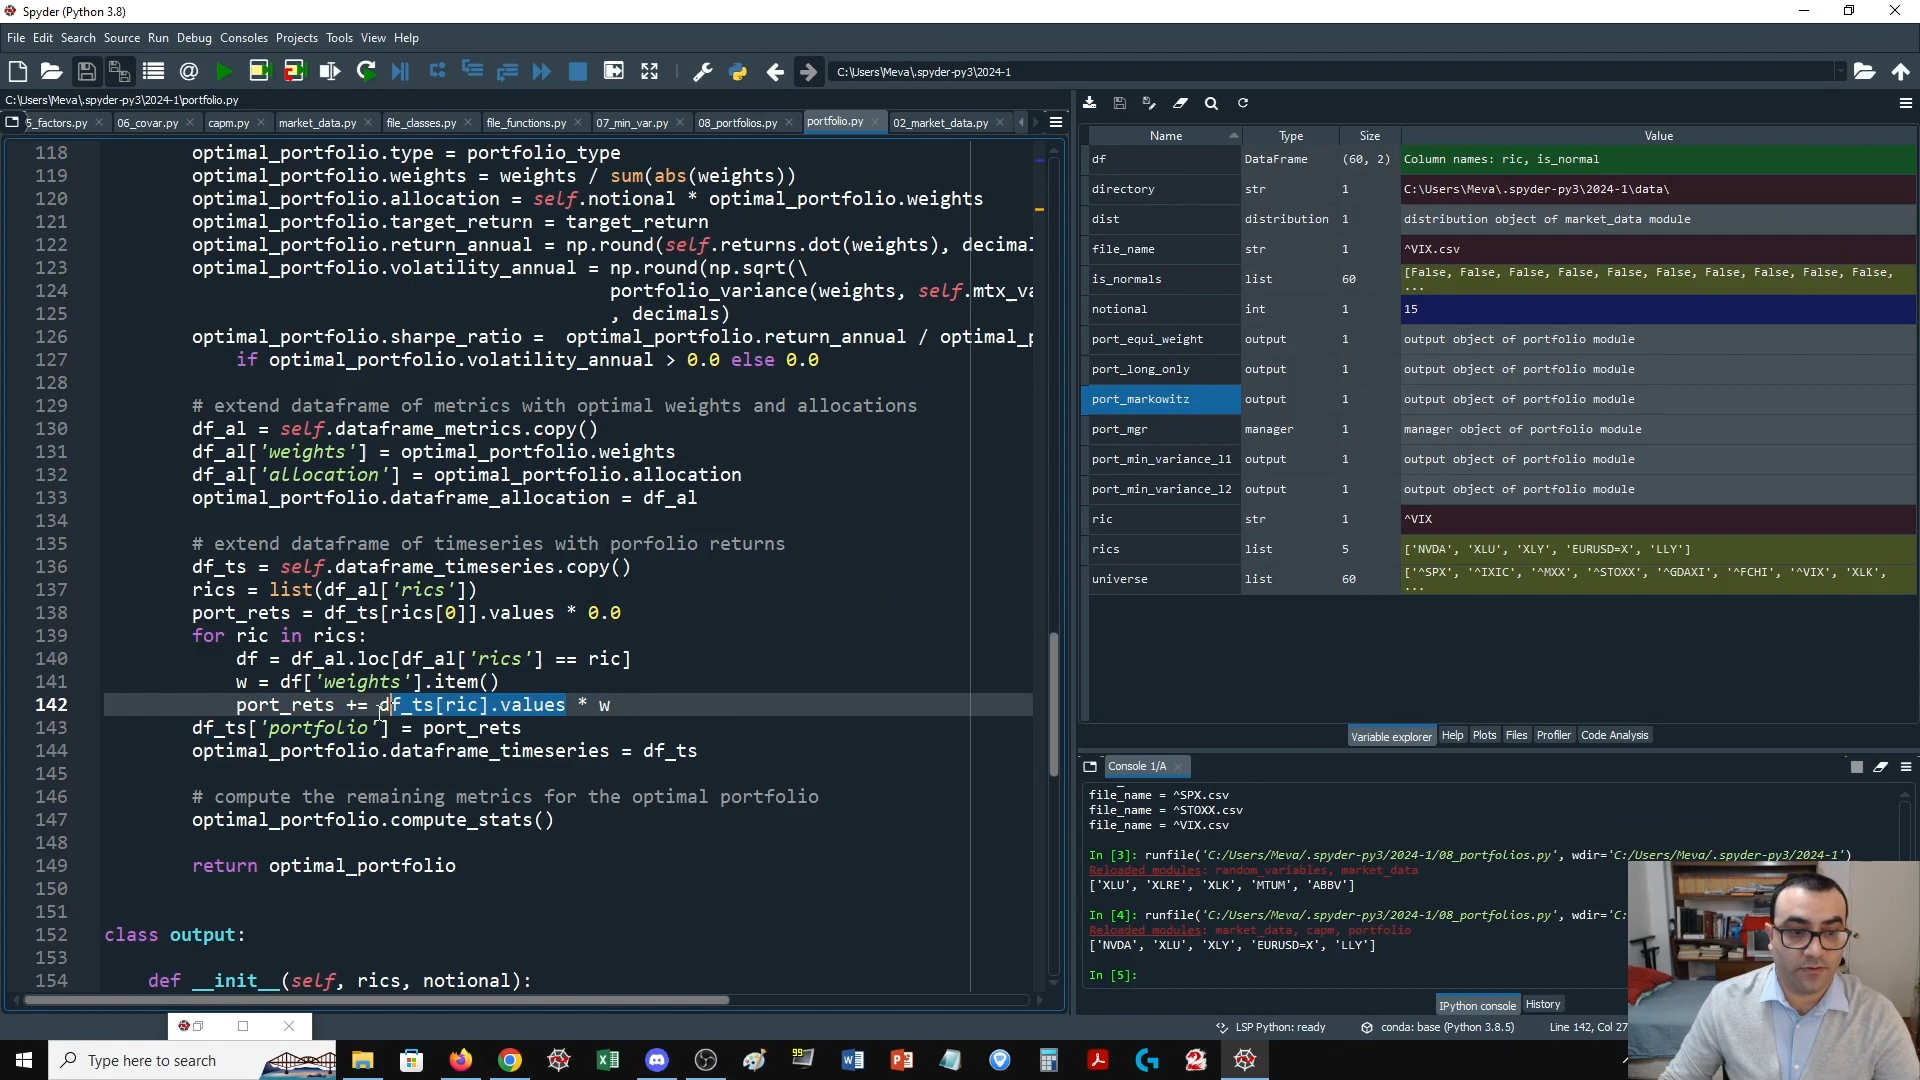 Spyder (Python 3.8)
File Edit Search Source Run Debug Consoles Projects Tools View Help
C:\Users\Meva\.spyder-py3\2024-1
C:\Users\Meva\.spyder-py3\2024-1\portfolio.py
5_factors.py 06_covar.py capm.py market_data.py file_classes.py file_functions.py 07_min_var.py 08_portfolios.py portfolio.py 02_market_data.py
118 optimal_portfolio.type = portfolio_type
119 optimal_portfolio.weights = weights / sum(abs(weights))
120 optimal_portfolio.allocation = self.notional * optimal_portfolio.weights
121 optimal_portfolio.target_return = target_return
122 optimal_portfolio.return_annual = np.round(self.returns.dot(weights), decimal
123 optimal_portfolio.volatility_annual = np.round(np.sqrt(\
124 portfolio_variance(weights, self.mtx_va
125 , decimals)
126 optimal_portfolio.sharpe_ratio = optimal_portfolio.return_annual / optimal_p
127 if optimal_portfolio.volatility_annual > 0.0 else 0.0
128
129 # extend dataframe of metrics with optimal weights and allocations
130 df_al = self.dataframe_metrics.copy()
131 df_al['weights'] = optimal_portfolio.weights
132 df_al['allocation'] = optimal_portfolio.allocation
133 optimal_portfolio.dataframe_allocation = df_al
134
135 # extend dataframe of timeseries with porfolio returns
136 df_ts = self.dataframe_timeseries.copy()
137 rics = list(df_al['rics'])
138 port_rets = df_ts[rics[0]].values * 0.0
139 for ric in rics:
140 df = df_al.loc[df_al['rics'] == ric]
141 w = df['weights'].item()
142 port_rets += df_ts[ric].values * w
143 df_ts['portfolio'] = port_rets
144 optimal_portfolio.dataframe_timeseries = df_ts
145
146 # compute the remaining metrics for the optimal portfolio
147 optimal_portfolio.compute_stats()
148
149 return optimal_portfolio
150
151
152 class output:
153
154 def __init__(self, rics, notional):
Name Type Size Value
df DataFrame (60, 2) Column names: ric, is_normal
directory str 1 C:\Users\Meva\.spyder-py3\2024-1\data\
dist distribution 1 distribution object of market_data module
file_name str 1 ^VIX.csv
is_normals list 60 [False, False, False, False, False, False, False, False, False, False, ...
notional int 1 15
port_equi_weight output 1 output object of portfolio module
port_long_only output 1 output object of portfolio module
port_markowitz output 1 output object of portfolio module
port_mgr manager 1 manager object of portfolio module
port_min_variance_l1 output 1 output object of portfolio module
port_min_variance_l2 output 1 output object of portfolio module
ric str 1 ^VIX
rics list 5 ['NVDA', 'XLU', 'XLY', 'EURUSD=X', 'LLY']
universe list 60 ['^SPX', '^IXIC', '^MXX', '^STOXX', '^GDAXI', '^FCHI', '^VIX', 'XLK', ...
Variable explorer Help Plots Files Profiler Code Analysis
Console 1/A
file_name = ^SPX.csv
file_name = ^STOXX.csv
file_name = ^VIX.csv
In [3]: runfile('C:/Users/Meva/.spyder-py3/2024-1/08_portfolios.py', wdir='C:/Users/Meva/.spyder-py3/2024-1')
Reloaded modules: random_variables, market_data
['XLU', 'XLRE', 'XLK', 'MTUM', 'ABBV']
In [4]: runfile('C:/Users/Meva/.spyder-py3/2024-1/08_portfolios.py', wdir='C:
Reloaded modules: market_data, capm, portfolio
['NVDA', 'XLU', 'XLY', 'EURUSD=X', 'LLY']
In [5]:
IPython console History
LSP Python: ready conda: base (Python 3.8.5) Line 142, Col 27
Type here to search